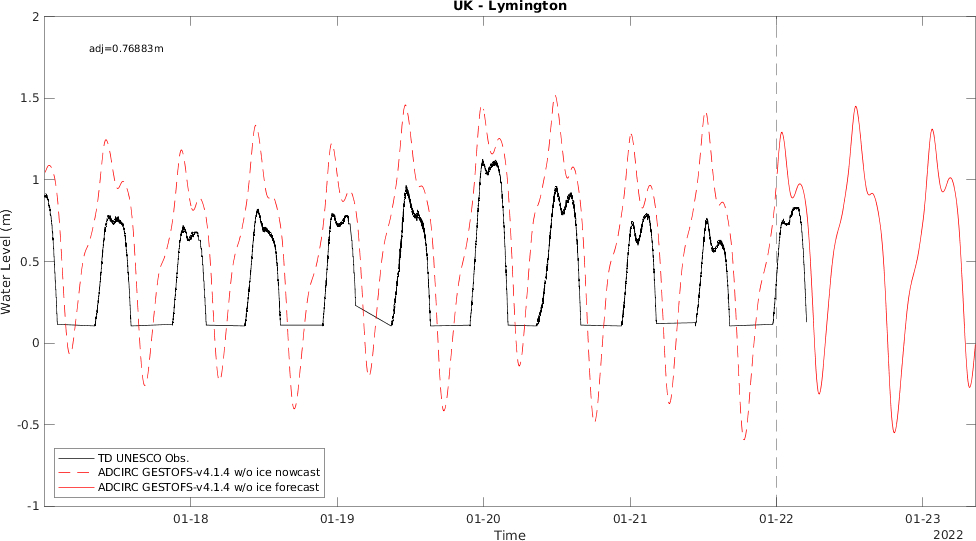 UK - Lymington
adj=0.76883m
2
1.5
1
0.5
0
-0.5
-1
Water Level (m)
TD UNESCO Obs.
ADCIRC GESTOFS-v4.1.4 w/o ice nowcast
ADCIRC GESTOFS-v4.1.4 w/o ice forecast
01-18
01-19
01-20
01-21
01-22
01-23
Time
2022